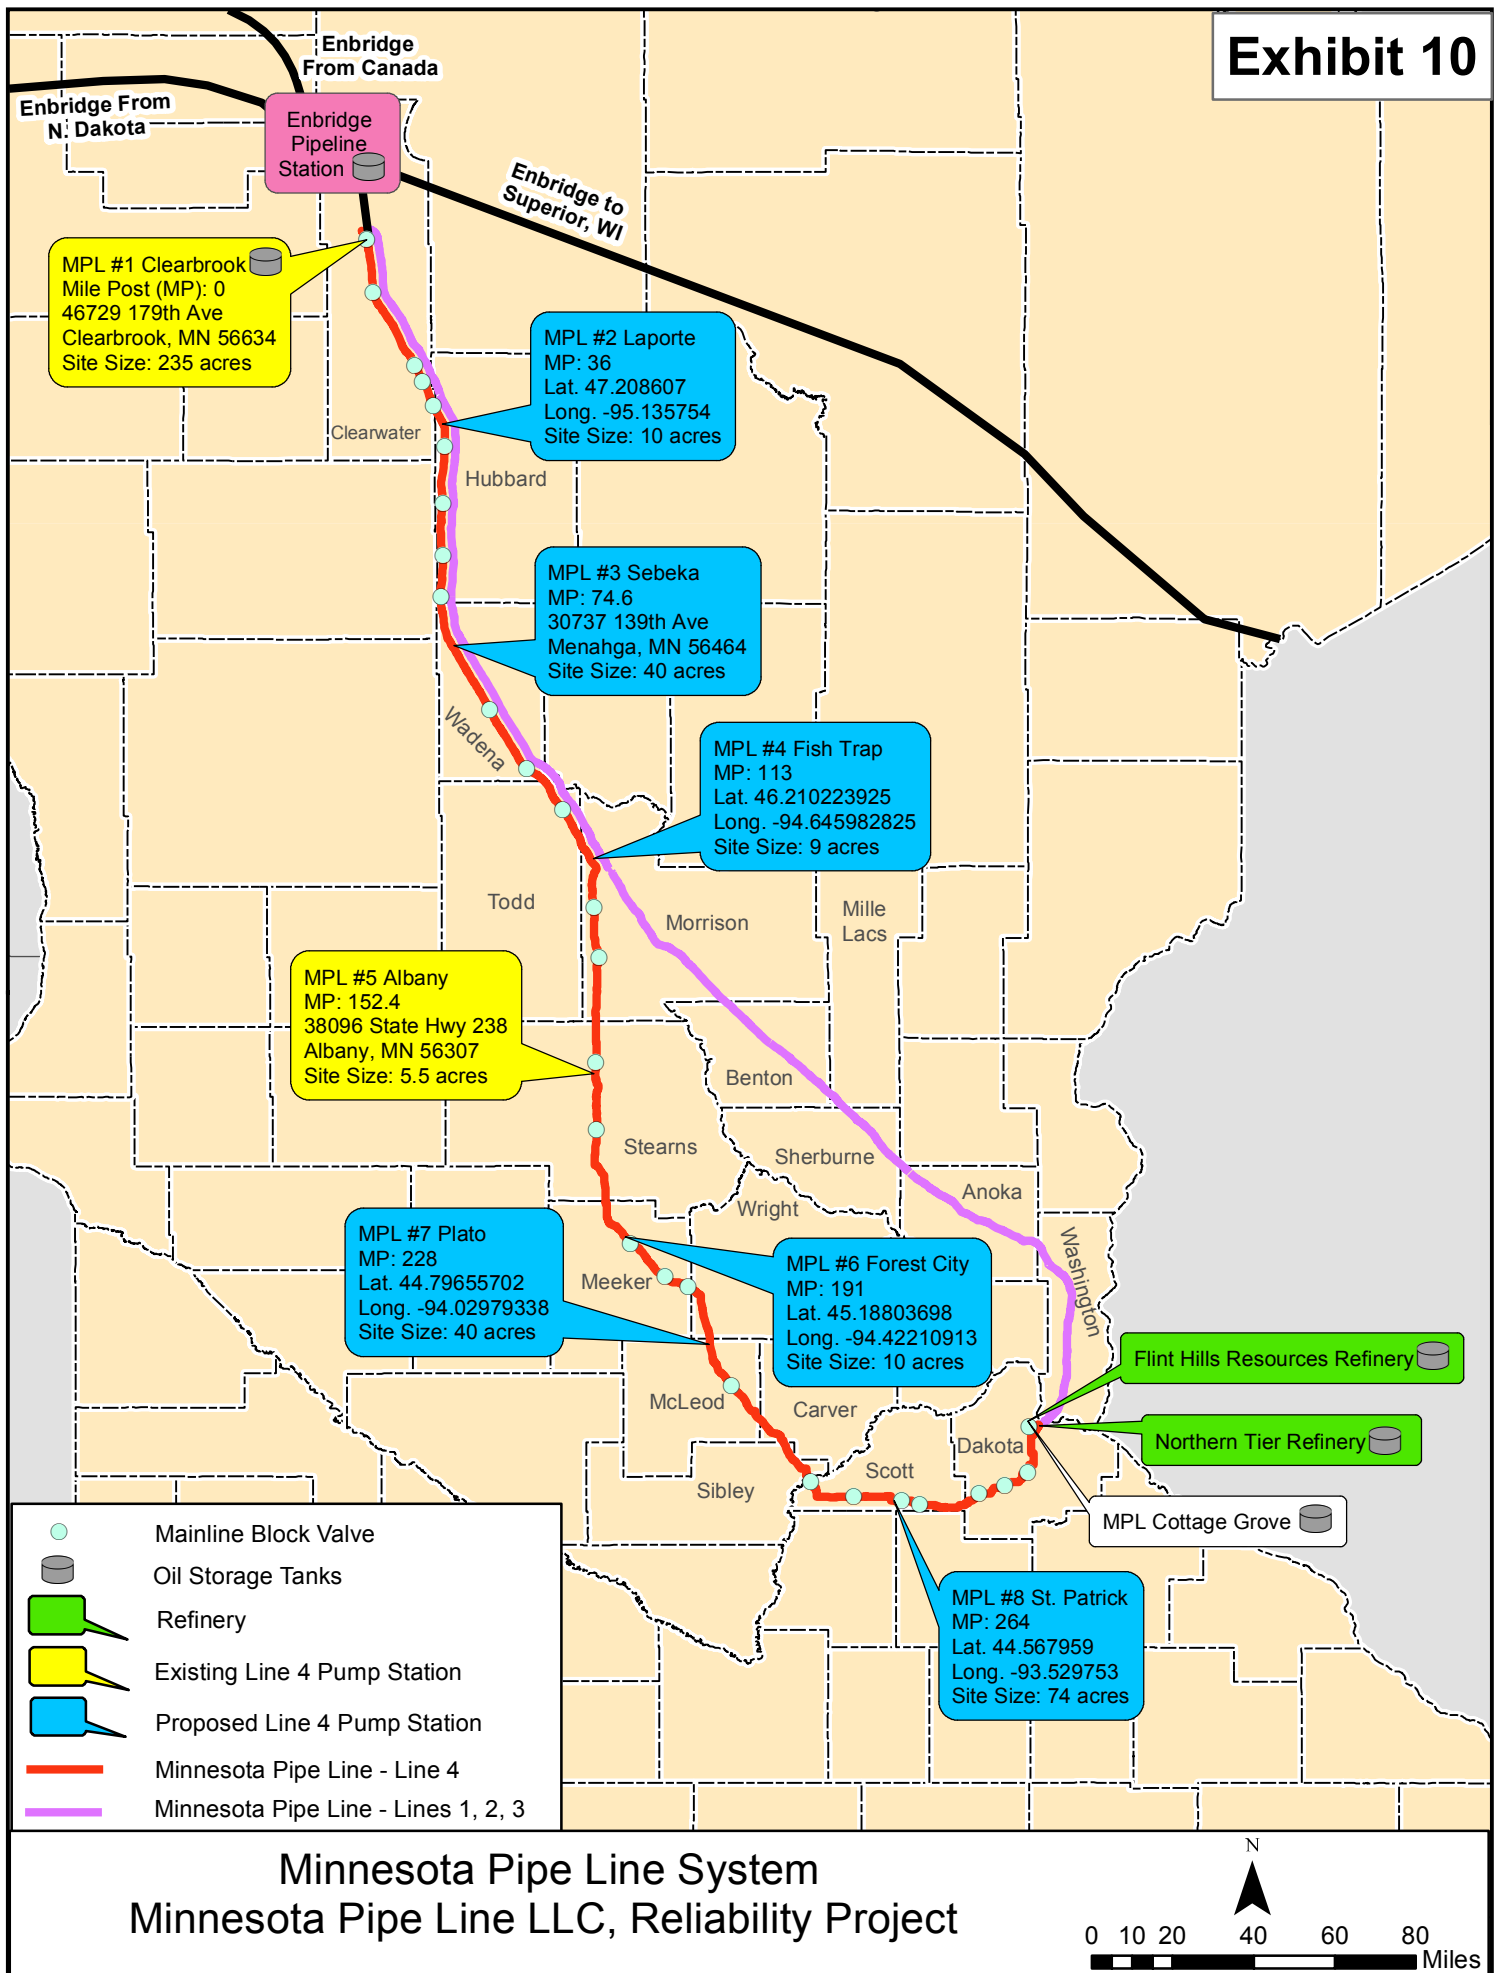 Exhibit 10
Enbridge
From Canada
Enbridge From
N. Dakota
Enbridge
Pipeline
Station
Enbridge to
Superior, WI
MPL #1 Clearbrook
Mile Post (MP): 0
46729 179th Ave
Clearbrook, MN 56634
Site Size: 235 acres
MPL #2 Laporte
MP: 36
Lat. 47.208607
Long. -95.135754
Site Size: 10 acres
Clearwater
Hubbard
MPL #3 Sebeka
MP: 74.6
30737 139th Ave
Menahga, MN 56464
Site Size: 40 acres
Wadena
MPL #4 Fish Trap
MP: 113
Lat. 46.210223925
Long. -94.645982825
Site Size: 9 acres
Todd
Morrison
Mille
Lacs
MPL #5 Albany
MP: 152.4
38096 State Hwy 238
Albany, MN 56307
Site Size: 5.5 acres
Benton
Stearns
Sherburne
Anoka
Wright
Washington
MPL #7 Plato
MP: 228
Lat. 44.79655702
Long. -94.02979338
Site Size: 40 acres
Meeker
MPL #6 Forest City
MP: 191
Lat. 45.18803698
Long. -94.42210913
Site Size: 10 acres
Flint Hills Resources Refinery
McLeod
Carver
Dakota
Northern Tier Refinery
Scott
Sibley
MPL Cottage Grove
MPL #8 St. Patrick
MP: 264
Lat. 44.567959
Long. -93.529753
Site Size: 74 acres
Mainline Block Valve
Oil Storage Tanks
Refinery
Existing Line 4 Pump Station
Proposed Line 4 Pump Station
Minnesota Pipe Line - Line 4
Minnesota Pipe Line - Lines 1, 2, 3
Minnesota Pipe Line System
Minnesota Pipe Line LLC, Reliability Project
N
0 10 20 40 60 80
Miles